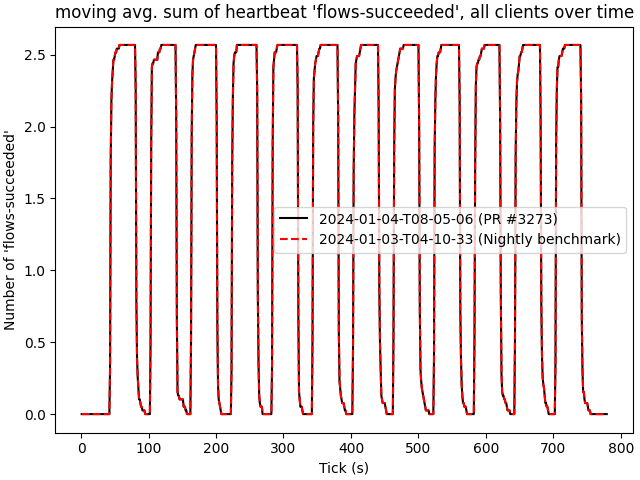 moving avg. sum of heartbeat 'flows-succeeded', all clients over time
2.5
2.0
1.5
1.0
0.5
0.0
Number of 'flows-succeeded'
2024-01-04-T08-05-06 (PR #3273)
2024-01-03-T04-10-33 (Nightly benchmark)
0 100 200 300 400 500 600 700 800
Tick (s)